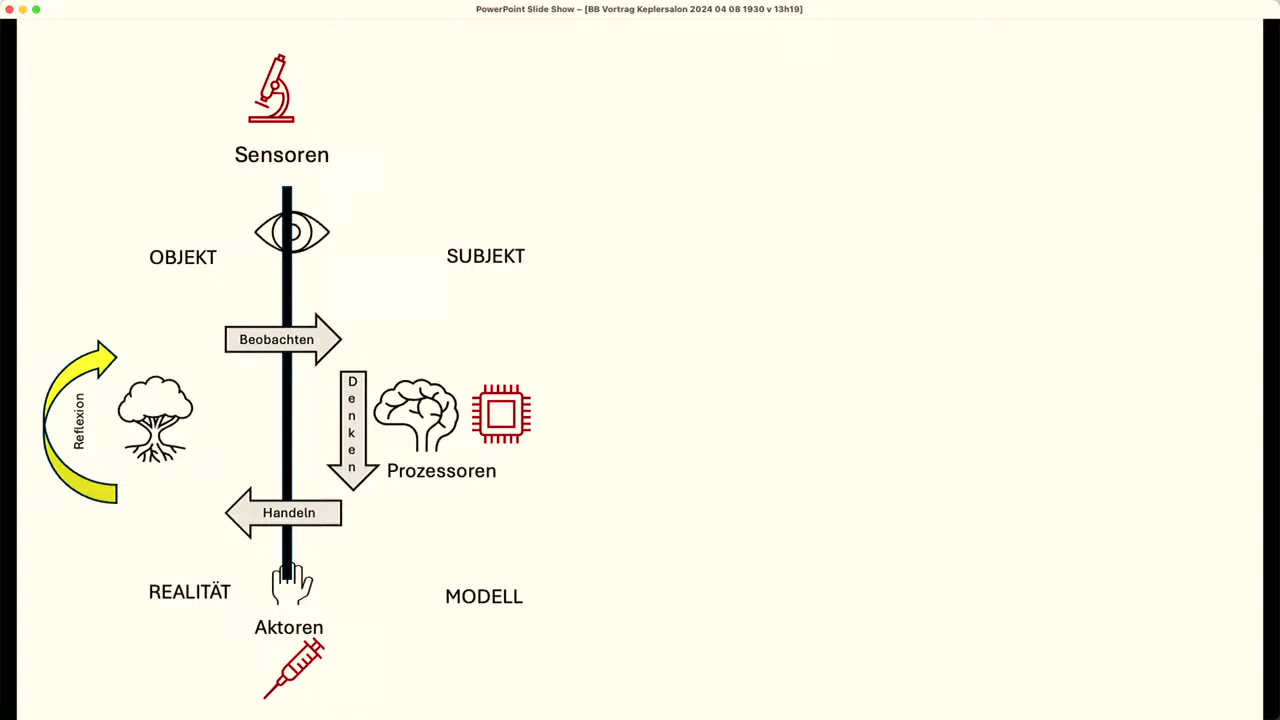 PowerPoint Slide Show – [BB Vortrag Keplersalon 2024 04 08 1930 v 13h19]
Sensoren
OBJEKT
SUBJEKT
Beobachten
Reflexion
Denken
Prozessoren
Handeln
REALITÄT
MODELL
Aktoren